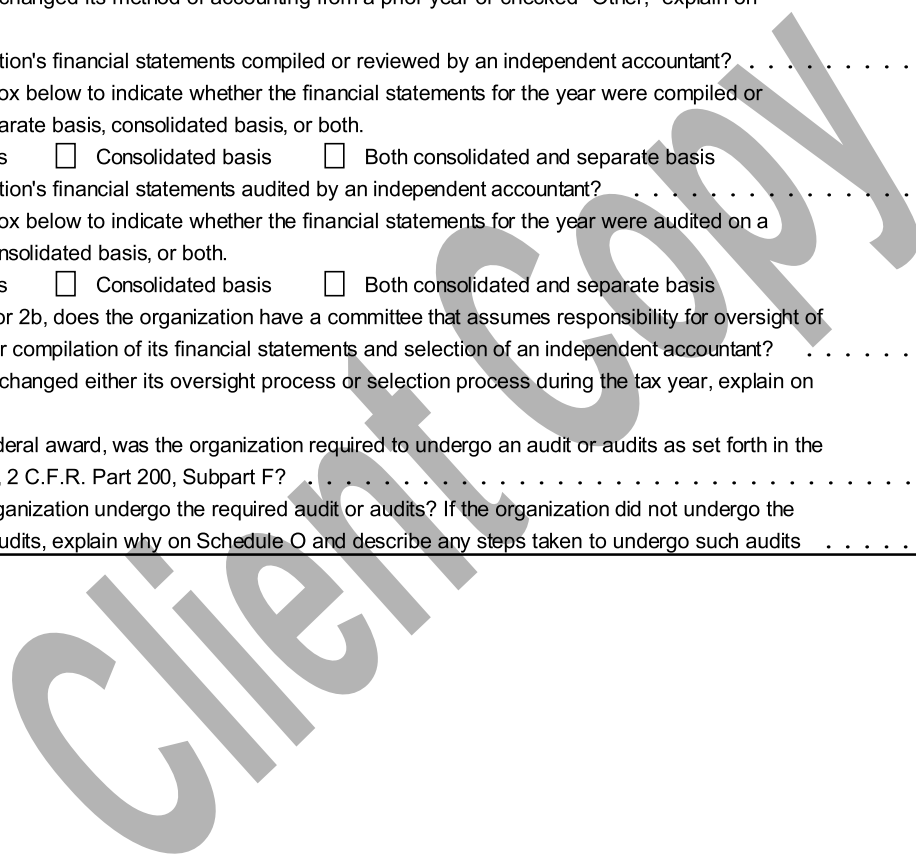 changed its method of accounting from a prior year or checked "Other," explain on
tion's financial statements compiled or reviewed by an independent accountant? . . . . . . . . .
ox below to indicate whether the financial statements for the year were compiled or
arate basis, consolidated basis, or both.
s Consolidated basis Both consolidated and separate basis
tion's financial statements audited by an independent accountant? . . . . . . . . . . . . . . .
ox below to indicate whether the financial statements for the year were audited on a
nsolidated basis, or both.
s Consolidated basis Both consolidated and separate basis
or 2b, does the organization have a committee that assumes responsibility for oversight of
r compilation of its financial statements and selection of an independent accountant? . . . . . .
changed either its oversight process or selection process during the tax year, explain on
deral award, was the organization required to undergo an audit or audits as set forth in the
, 2 C.F.R. Part 200, Subpart F? . . . . . . . . . . . . . . . . . . . . . . . . . . . . . . . .
ganization undergo the required audit or audits? If the organization did not undergo the
udits, explain why on Schedule O and describe any steps taken to undergo such audits . . . . .
Client Copy